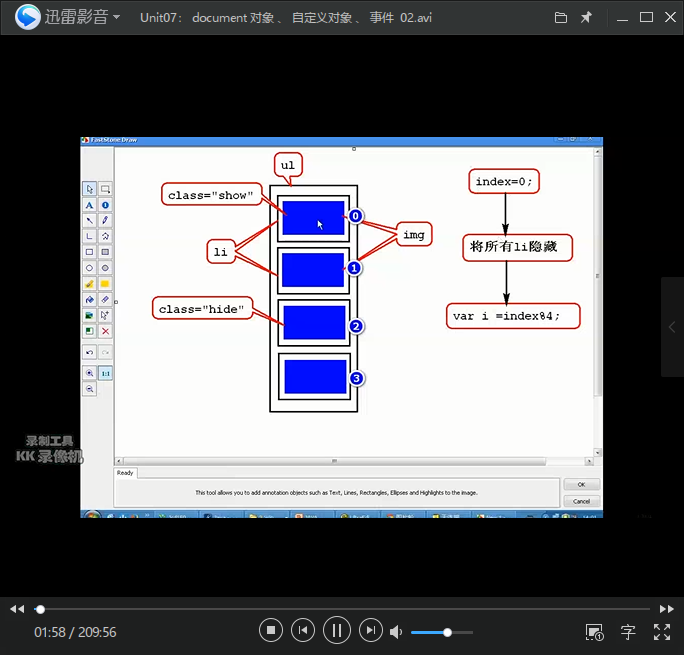 迅雷影音
Unit07: document 对象 、 自定义对象 、 事件 02.avi
FastStone Draw
ul
class="show"
index=0;
0
img
li
将所有li隐藏
1
class="hide"
var i =index%4;
2
3
录制工具
KK 录像机
1:1
Ready
This tool allows you to add annotation objects such as Text, Lines, Rectangles, Ellipses and Highlights to the image.
OK
Cancel
01:58 / 209:56
字